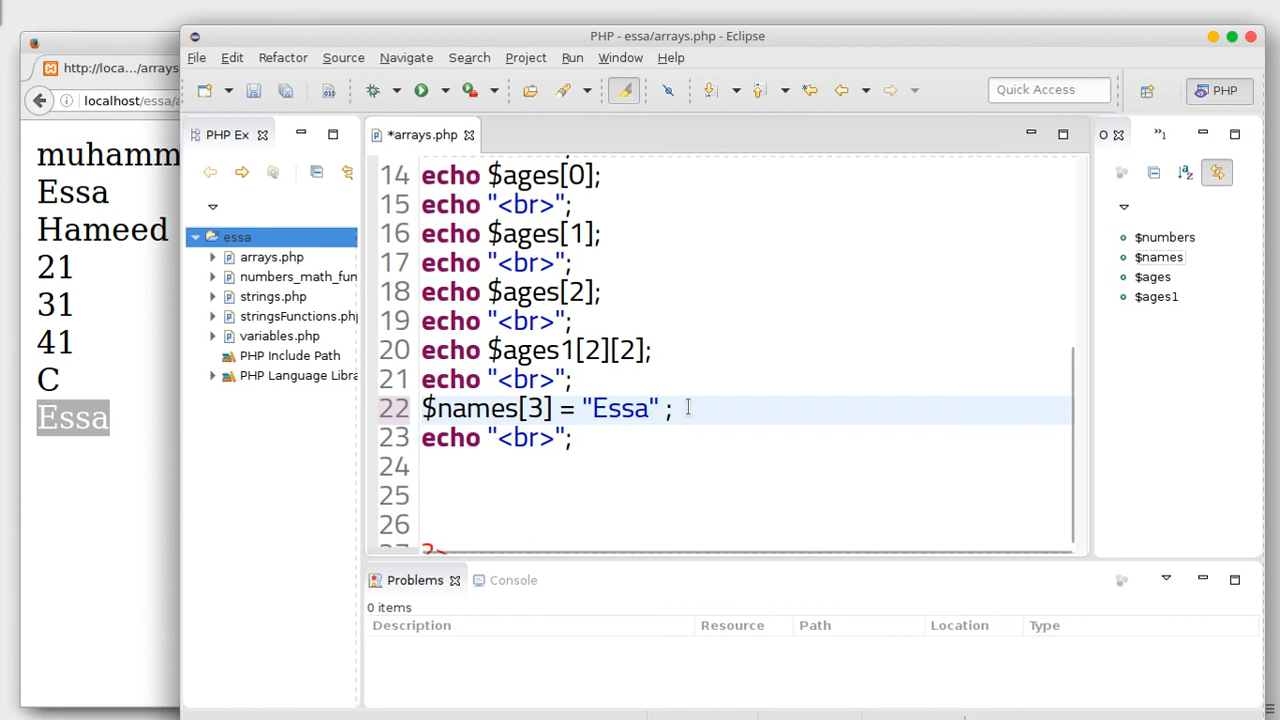 PHP - essa/arrays.php - Eclipse
File Edit Refactor Source Navigate Search Project Run Window Help
http://loca.../arrays
localhost/essa/a
Quick Access
PHP
PHP Ex
*arrays.php
O
»1
muhamm
Essa
Hameed
21
31
41
C
Essa
essa
arrays.php
numbers_math_fun
strings.php
stringsFunctions.php
variables.php
PHP Include Path
PHP Language Libra
14 echo $ages[0];
15 echo "<br>";
16 echo $ages[1];
17 echo "<br>";
18 echo $ages[2];
19 echo "<br>";
20 echo $ages1[2][2];
21 echo "<br>";
22 $names[3] = "Essa" ;
23 echo "<br>";
24
25
26
$numbers
$names
$ages
$ages1
Problems Console
0 items
Description Resource Path Location Type